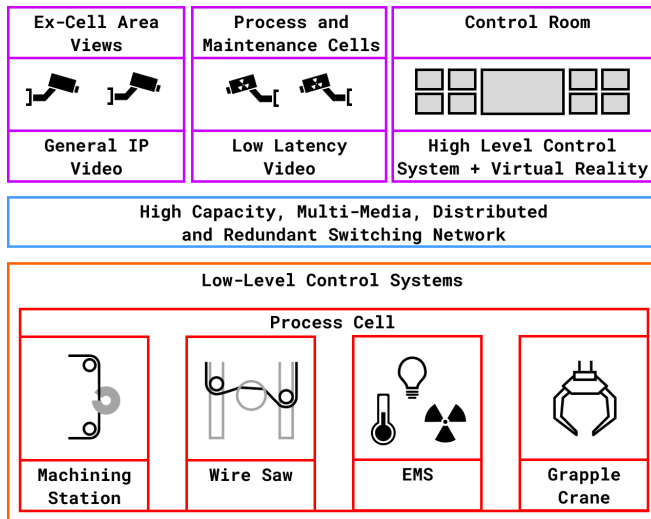 Ex-Cell Area
Views
Process and
Maintenance Cells
Control Room
General IP
Video
Low Latency
Video
High Level Control
System + Virtual Reality
High Capacity, Multi-Media, Distributed
and Redundant Switching Network
Low-Level Control Systems
Process Cell
Machining
Station
Wire Saw
EMS
Grapple
Crane